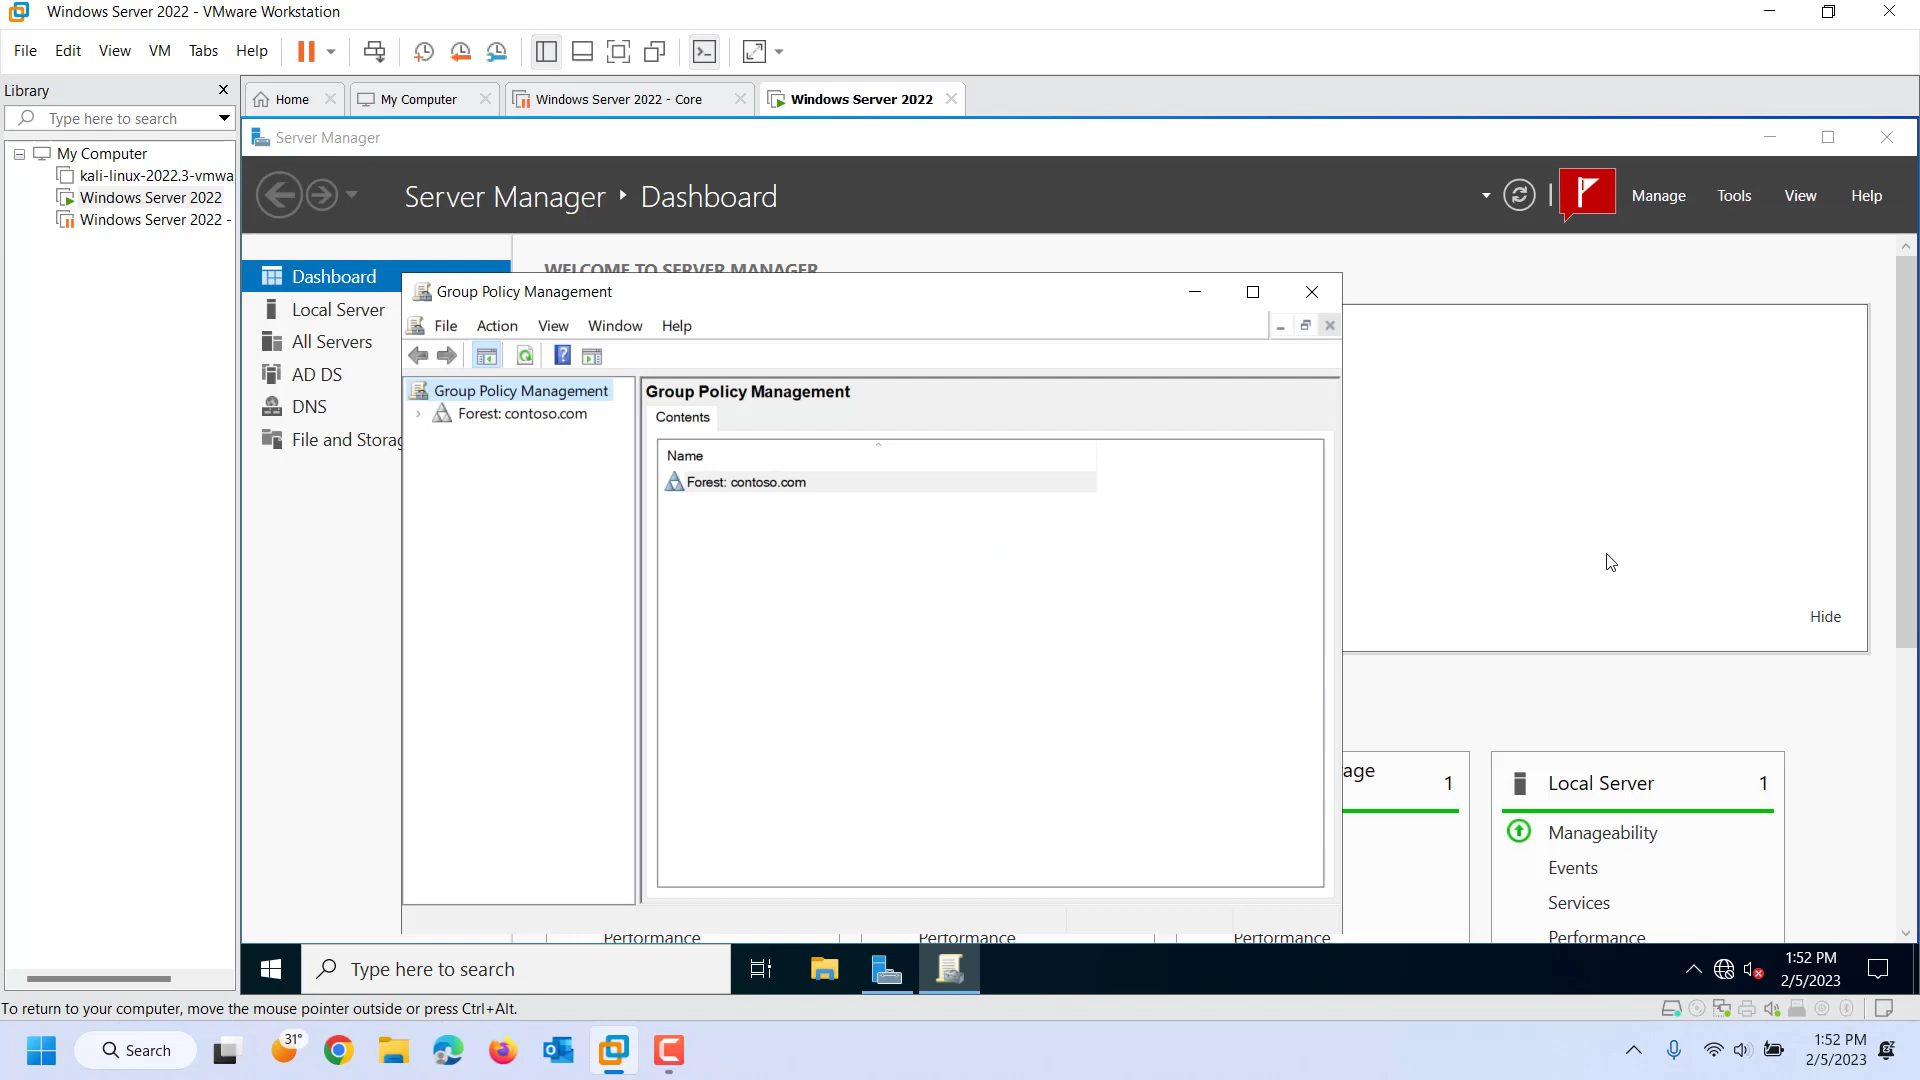 Windows Server 2022 - VMware Workstation
File Edit View VM Tabs Help
Library
Type here to search
My Computer
kali-linux-2022.3-vmwa
Windows Server 2022
Windows Server 2022 -
Home
My Computer
Windows Server 2022 - Core
Windows Server 2022
Server Manager
Server Manager Dashboard
Manage Tools View Help
Dashboard
Local Server
All Servers
AD DS
DNS
File and Storag
WELCOME TO SERVER MANAGER
Group Policy Management
File Action View Window Help
Group Policy Management
Forest: contoso.com
Group Policy Management
Contents
Name
Forest: contoso.com
Hide
age 1
Local Server 1
Manageability
Events
Services
Performance
Performance Performance Performance
Type here to search
1:52 PM
2/5/2023
To return to your computer, move the mouse pointer outside or press Ctrl+Alt.
Search
31°
1:52 PM
2/5/2023